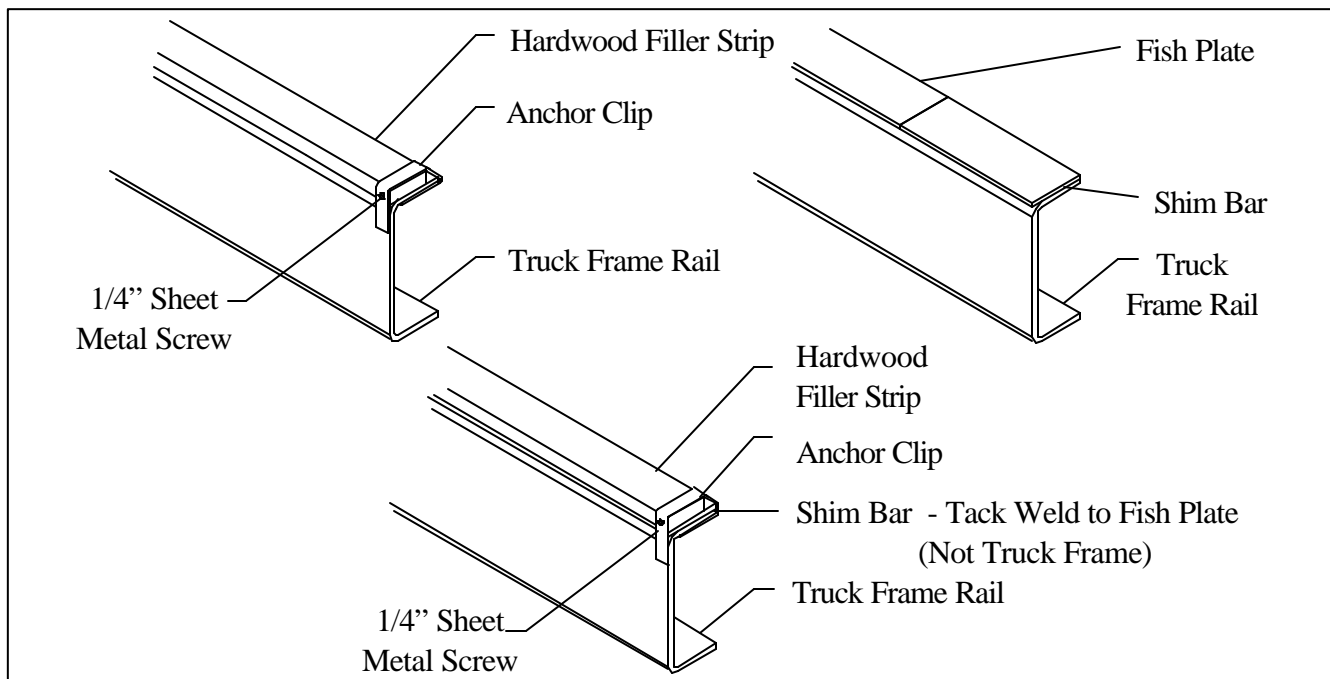 Hardwood Filler Strip
Anchor Clip
Truck Frame Rail
1/4” Sheet
Metal Screw
Fish Plate
Shim Bar
Truck
Frame Rail
Hardwood
Filler Strip
Anchor Clip
Shim Bar - Tack Weld to Fish Plate
(Not Truck Frame)
Truck Frame Rail
1/4” Sheet
Metal Screw